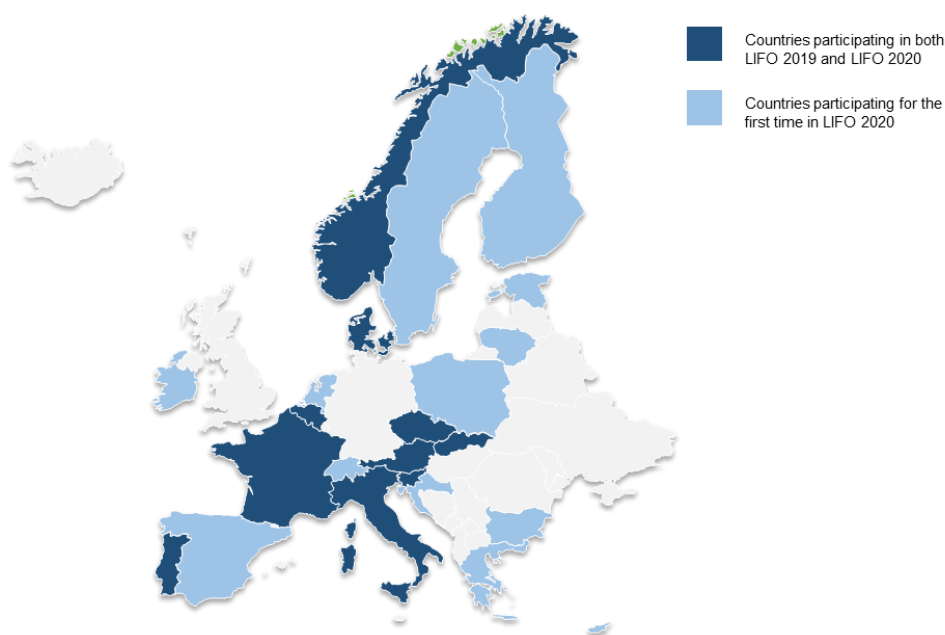 Countries participating in both
LIFO 2019 and LIFO 2020
Countries participating for the
first time in LIFO 2020